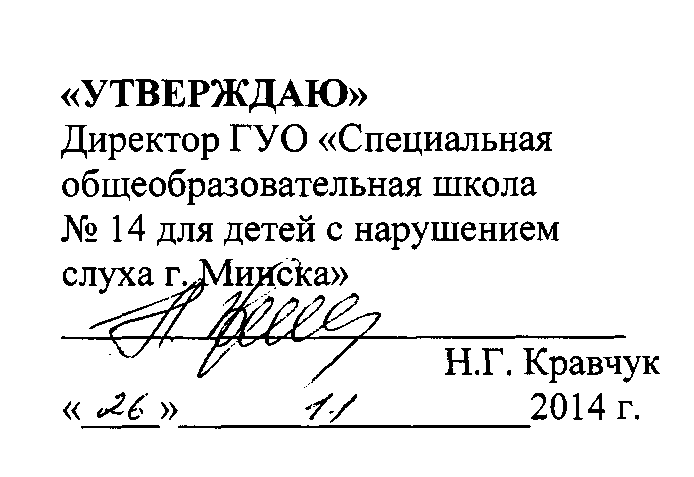 «УТВЕРЖДАЮ»
Директор ГУО «Специальная
общеобразовательная школа
№ 14 для детей с нарушением
слуха г. Минска»
Н.Г. Кравчук
« 26 » 11 2014 г.